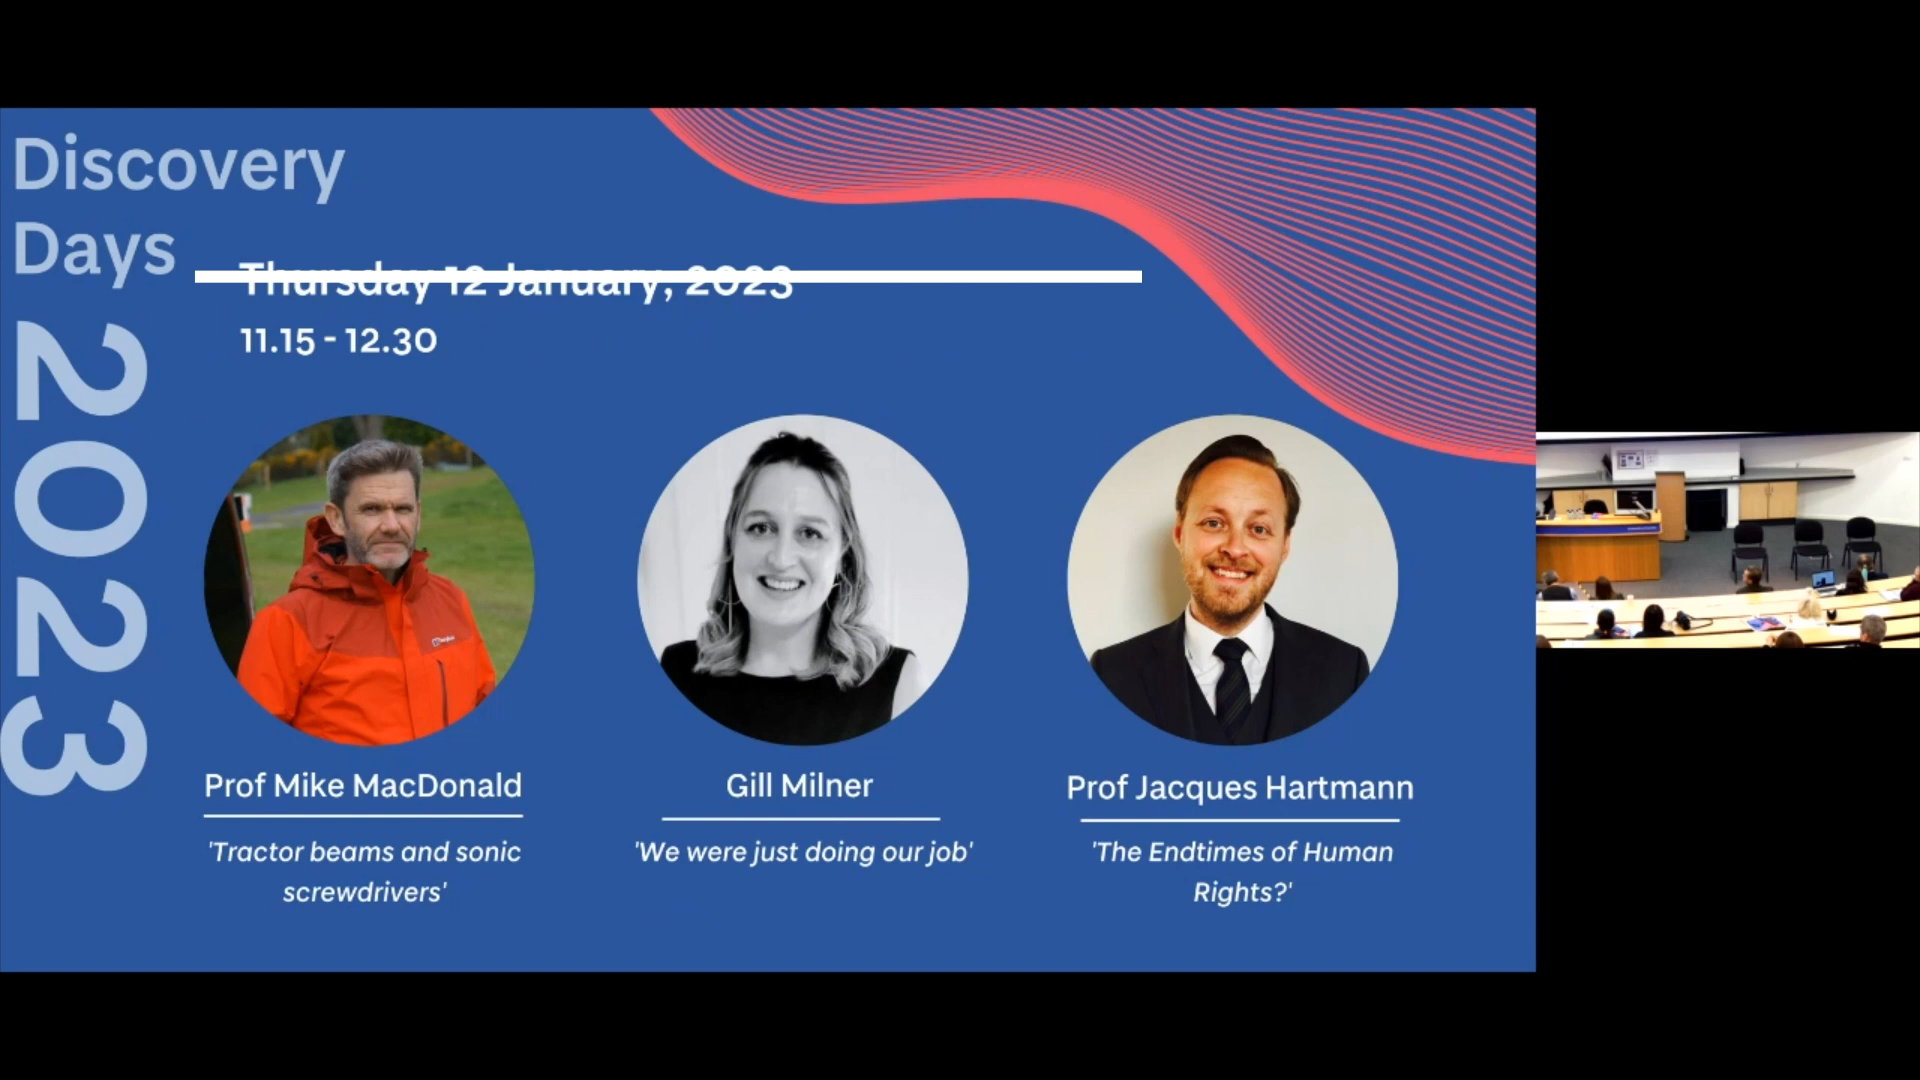 Discovery
Days
2023
Thursday 12 January, 2023
11.15 - 12.30
Prof Mike MacDonald
'Tractor beams and sonic
screwdrivers'
Gill Milner
'We were just doing our job'
Prof Jacques Hartmann
'The Endtimes of Human
Rights?'